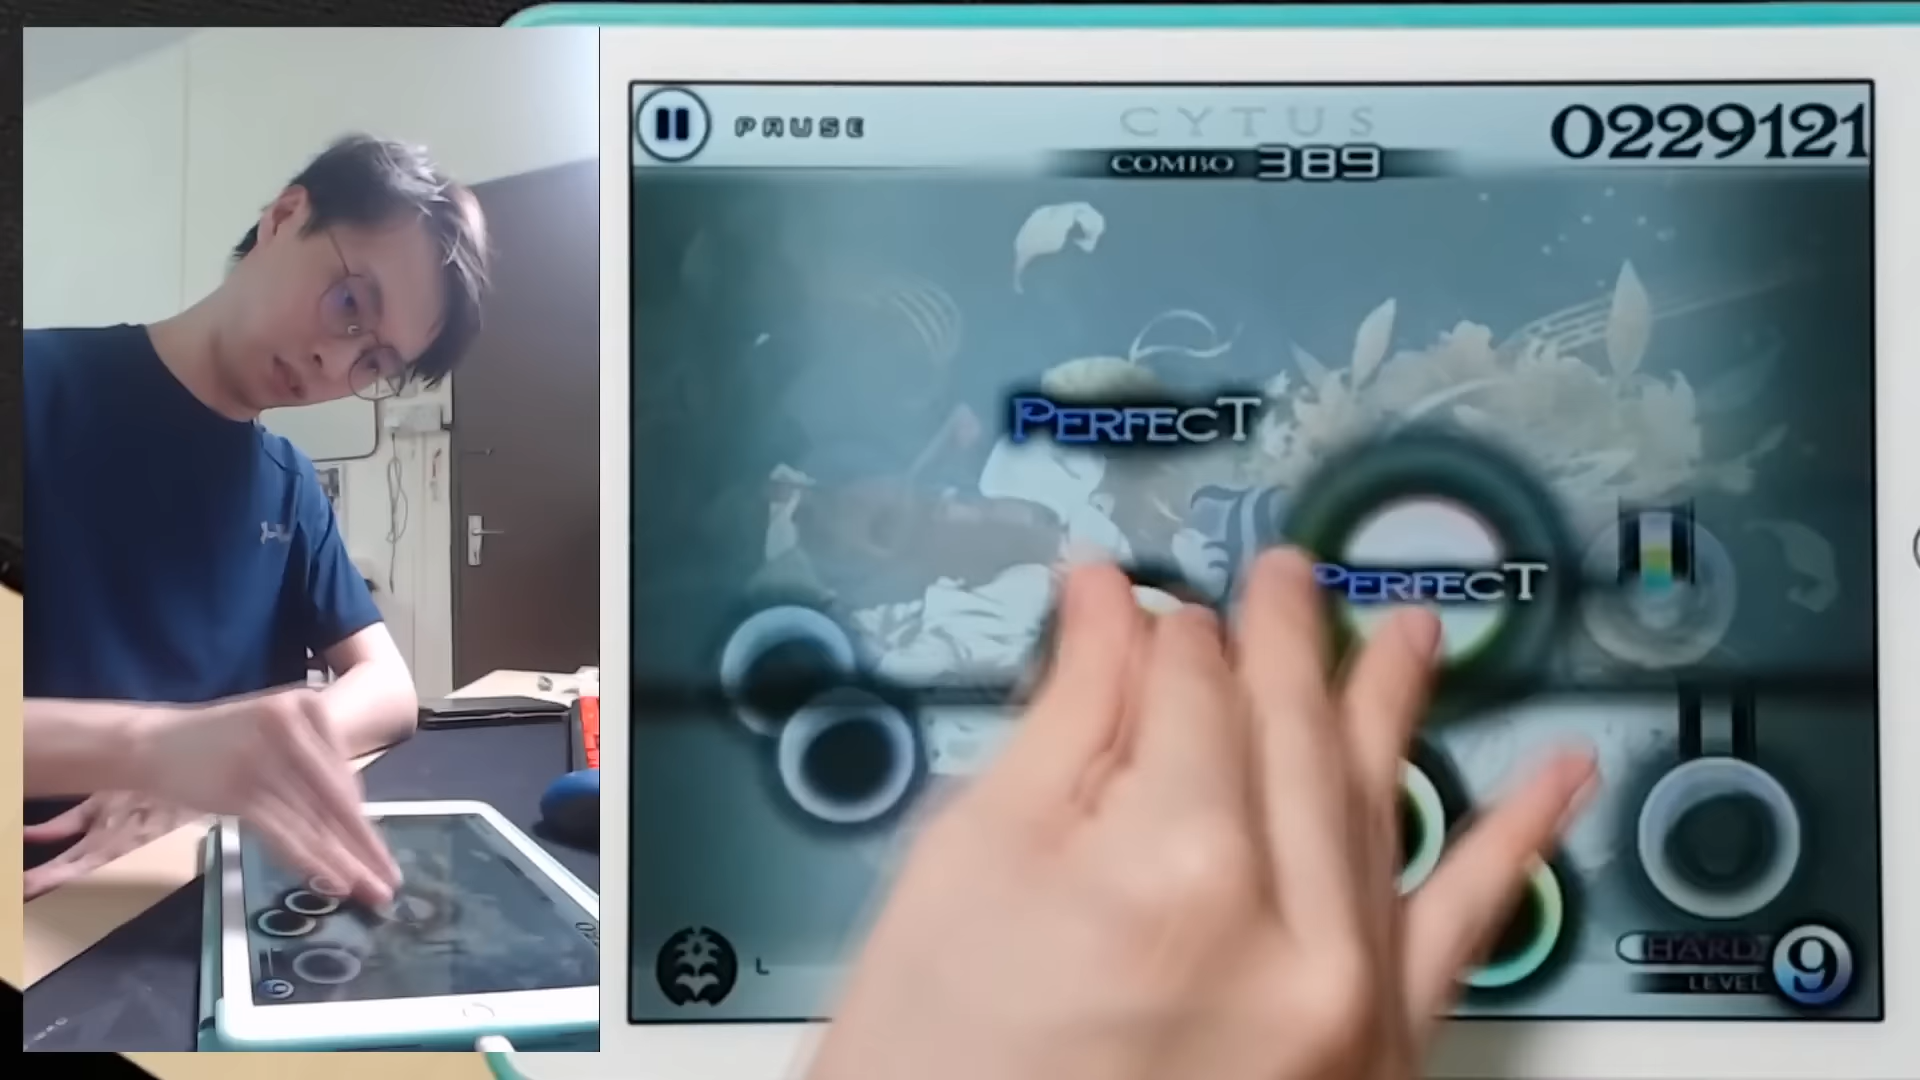 PAUSE
CYTUS
COMBO 389
0229121
PERFECT
PERFECT
L
HARD
LEVEL 9